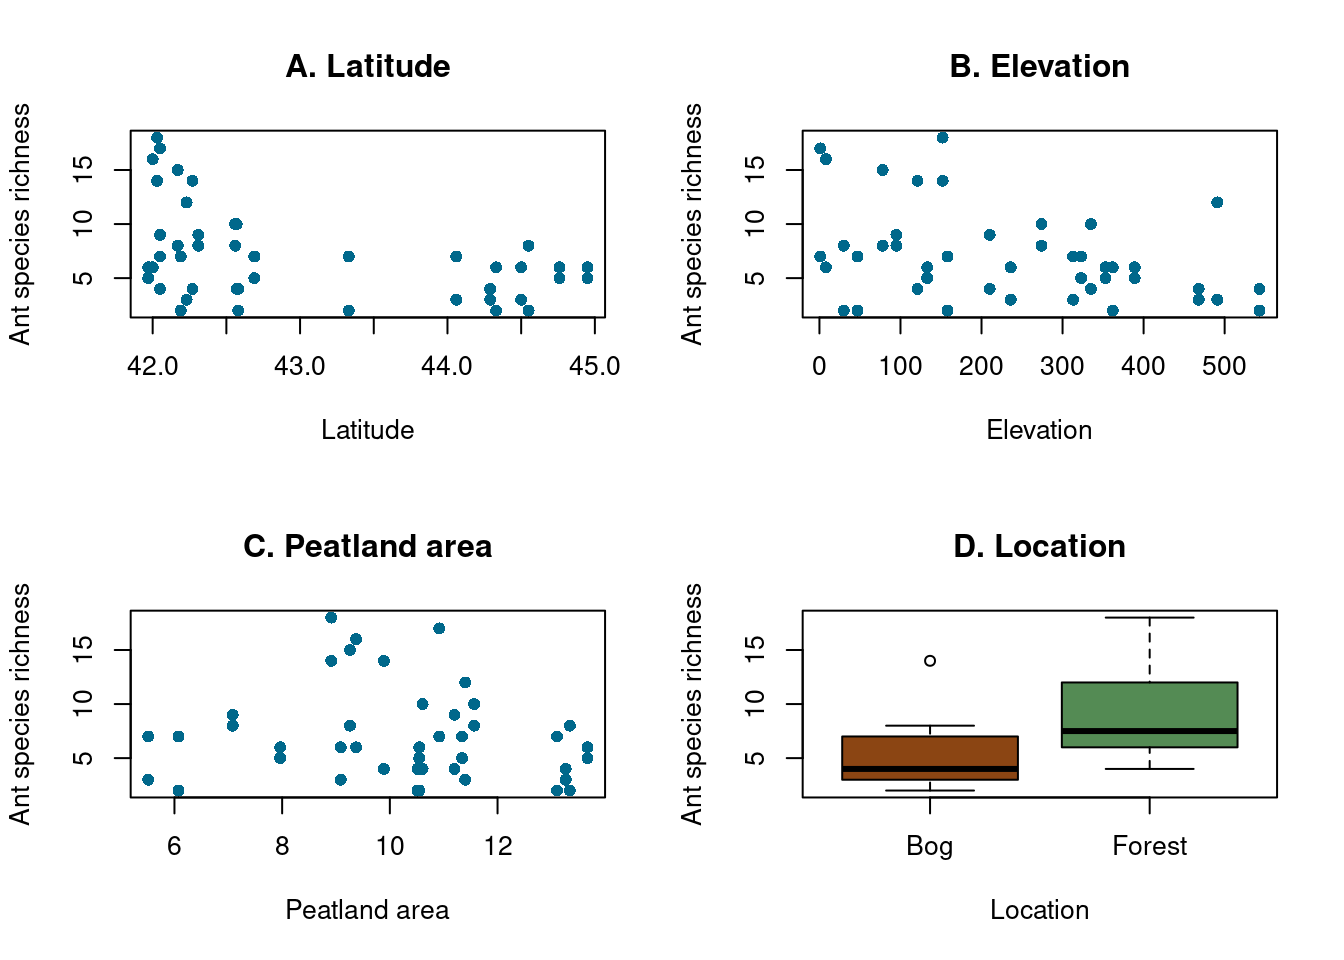 A. Latitude
Ant species richness
15
10
5
42.0 43.0 44.0 45.0
Latitude
B. Elevation
Ant species richness
15
10
5
0 100 200 300 400 500
Elevation
C. Peatland area
Ant species richness
15
10
5
6 8 10 12
Peatland area
D. Location
Ant species richness
15
10
5
Bog Forest
Location